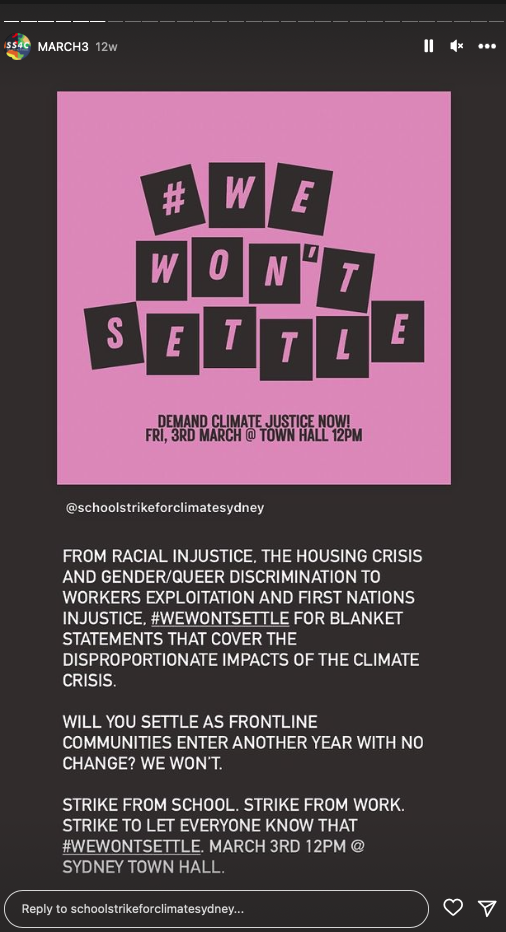 SS4C
MARCH3 12w
#WE
WON'T
SETTLE
DEMAND CLIMATE JUSTICE NOW!
FRI, 3RD MARCH @ TOWN HALL 12PM
@schoolstrikeforclimatesydney
FROM RACIAL INJUSTICE, THE HOUSING CRISIS
AND GENDER/QUEER DISCRIMINATION TO
WORKERS EXPLOITATION AND FIRST NATIONS
INJUSTICE, #WEWONTSETTLE FOR BLANKET
STATEMENTS THAT COVER THE
DISPROPORTIONATE IMPACTS OF THE CLIMATE
CRISIS.
WILL YOU SETTLE AS FRONTLINE
COMMUNITIES ENTER ANOTHER YEAR WITH NO
CHANGE? WE WON'T.
STRIKE FROM SCHOOL. STRIKE FROM WORK.
STRIKE TO LET EVERYONE KNOW THAT
#WEWONTSETTLE. MARCH 3RD 12PM @
SYDNEY TOWN HALL.
Reply to schoolstrikeforclimatesydney...